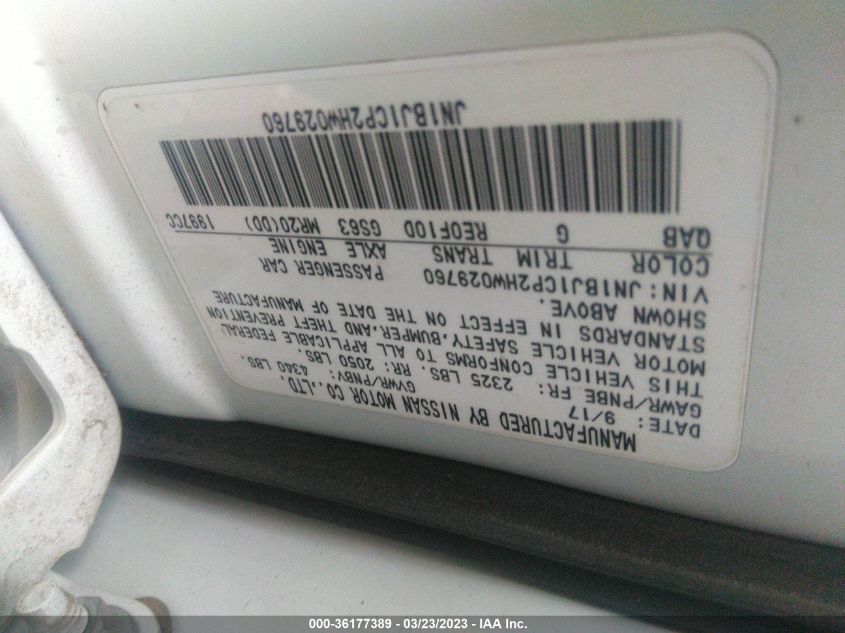 MANUFACTURED BY NISSAN MOTOR CO.,LTD.
DATE: 9/17 GVWR/PNBV: 4340 LBS.
GAWR/PNBE FR: 2325 LBS. RR: 2050 LBS.
THIS VEHICLE CONFORMS TO ALL APPLICABLE FEDERAL
MOTOR VEHICLE SAFETY,BUMPER,AND THEFT PREVENTION
STANDARDS IN EFFECT ON THE DATE OF MANUFACTURE
SHOWN ABOVE.
VIN: JN1BJ1CP2HW029760 PASSENGER CAR
COLOR TRIM TRANS AXLE ENGINE
QAB G RE0F10D GS63 MR20(DD) 1997CC
JN1BJ1CP2HW029760
000-36177389 - 03/23/2023 - IAA Inc.